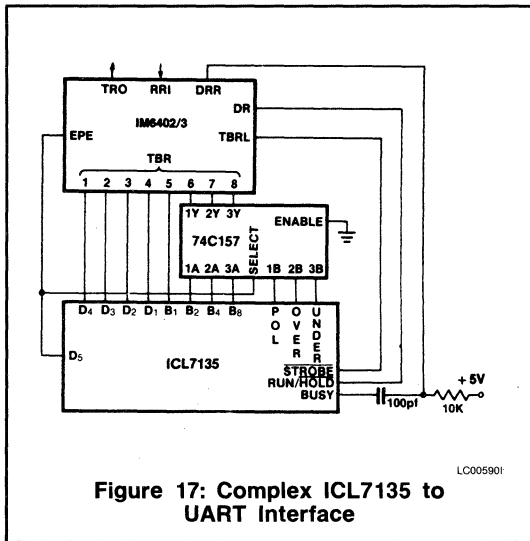 TRO RRI DRR
IM6402/3
DR
EPE
TBRL
TBR
1 2 3 4 5 6 7 8
1Y 2Y 3Y
ENABLE
74C157
SELECT
1A 2A 3A 1B 2B 3B
D4 D3 D2 D1 B1 B2 B4 B8
POL
OVER
UNDER
D5
ICL7135
STROBE
RUN/HOLD
BUSY
100pf
+5V
10K
LC00590I
Figure 17: Complex ICL7135 to
UART Interface